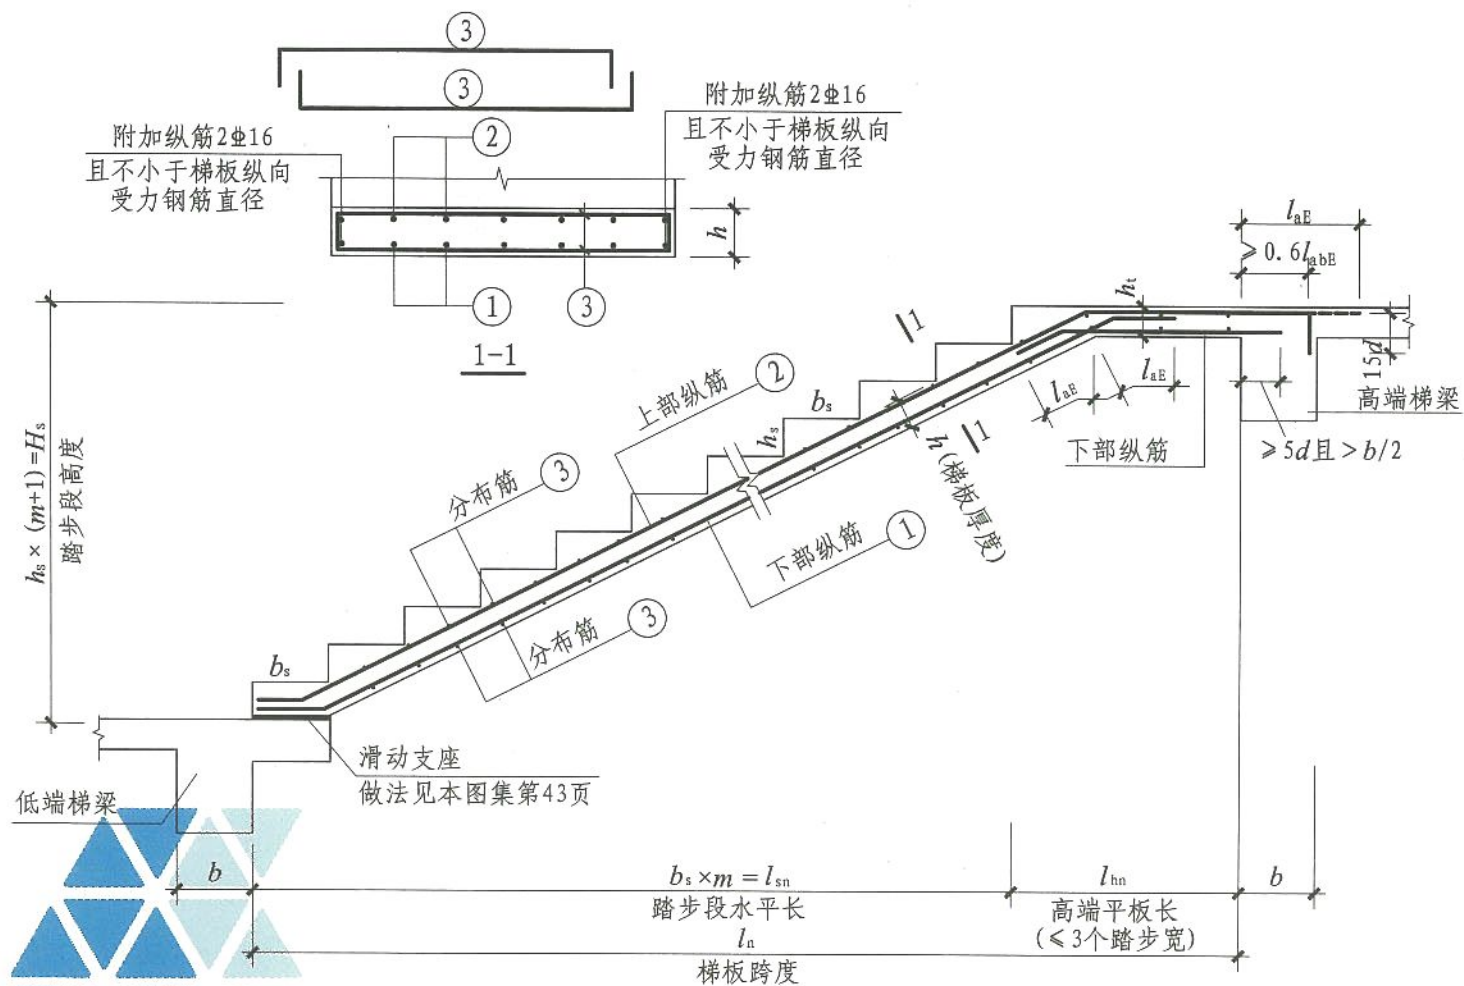 ③
③
附加纵筋2⌀16
且不小于梯板纵向
受力钢筋直径
②
附加纵筋2⌀16
且不小于梯板纵向
受力钢筋直径
h
①
③
1-1
laE
≥0.6labE
ht
1
15d
高端梯梁
laE
laE
≥5d且>b/2
下部纵筋
1
h(梯板厚度)
bs
hs
上部纵筋 ②
分布筋 ③
下部纵筋 ①
分布筋 ③
hs×(m+1)=Hs
踏步段高度
bs
滑动支座
做法见本图集第43页
低端梯梁
b
bs×m=lsn
踏步段水平长
lhn
高端平板长
(≤3个踏步宽)
b
ln
梯板跨度